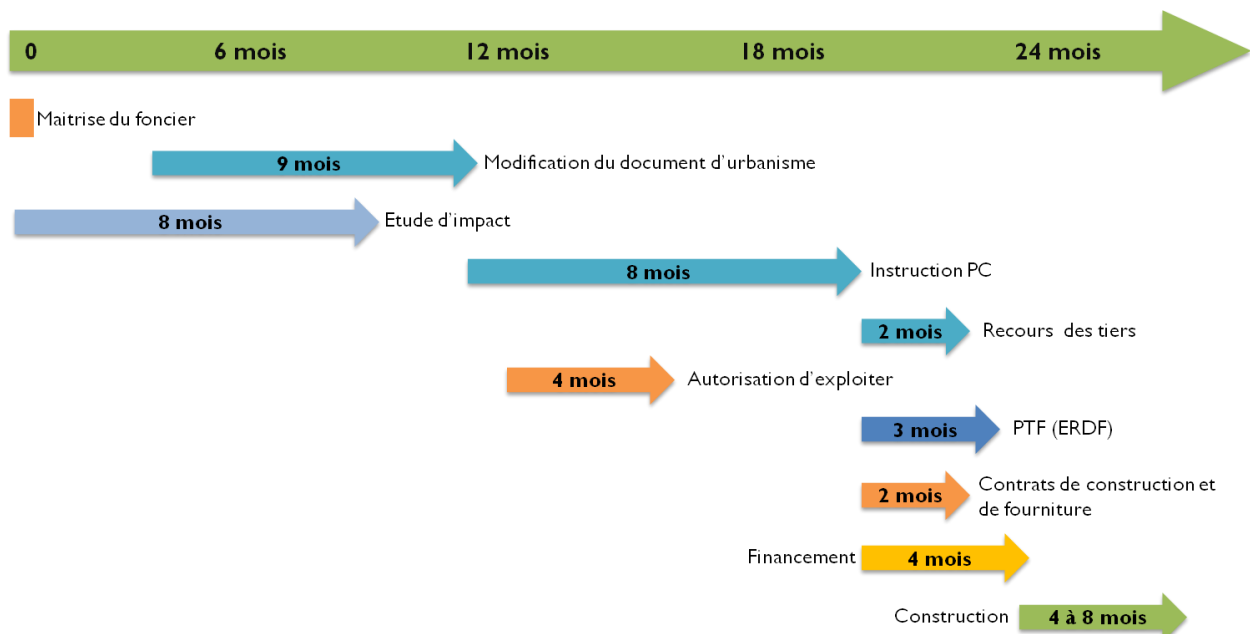 0 6 mois 12 mois 18 mois 24 mois
Maitrise du foncier
9 mois Modification du document d'urbanisme
8 mois Etude d'impact
8 mois Instruction PC
2 mois Recours des tiers
4 mois Autorisation d'exploiter
3 mois PTF (ERDF)
2 mois Contrats de construction et
de fourniture
Financement 4 mois
Construction 4 à 8 mois